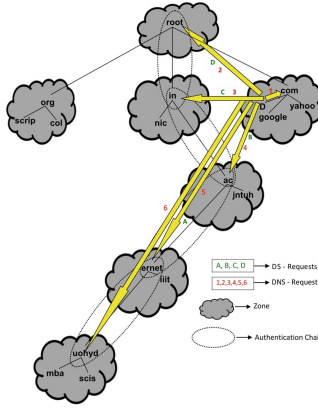 root
D
2
org
scrip
col
in
nic
C
3
1
com
D
yahoo
google
B
4
ac
jntuh
5
6
A
ernet
iiit
A, B, C, D
DS - Requests
1,2,3,4,5,6
DNS - Request
Zone
Authentication Chai
uohyd
mba
scis